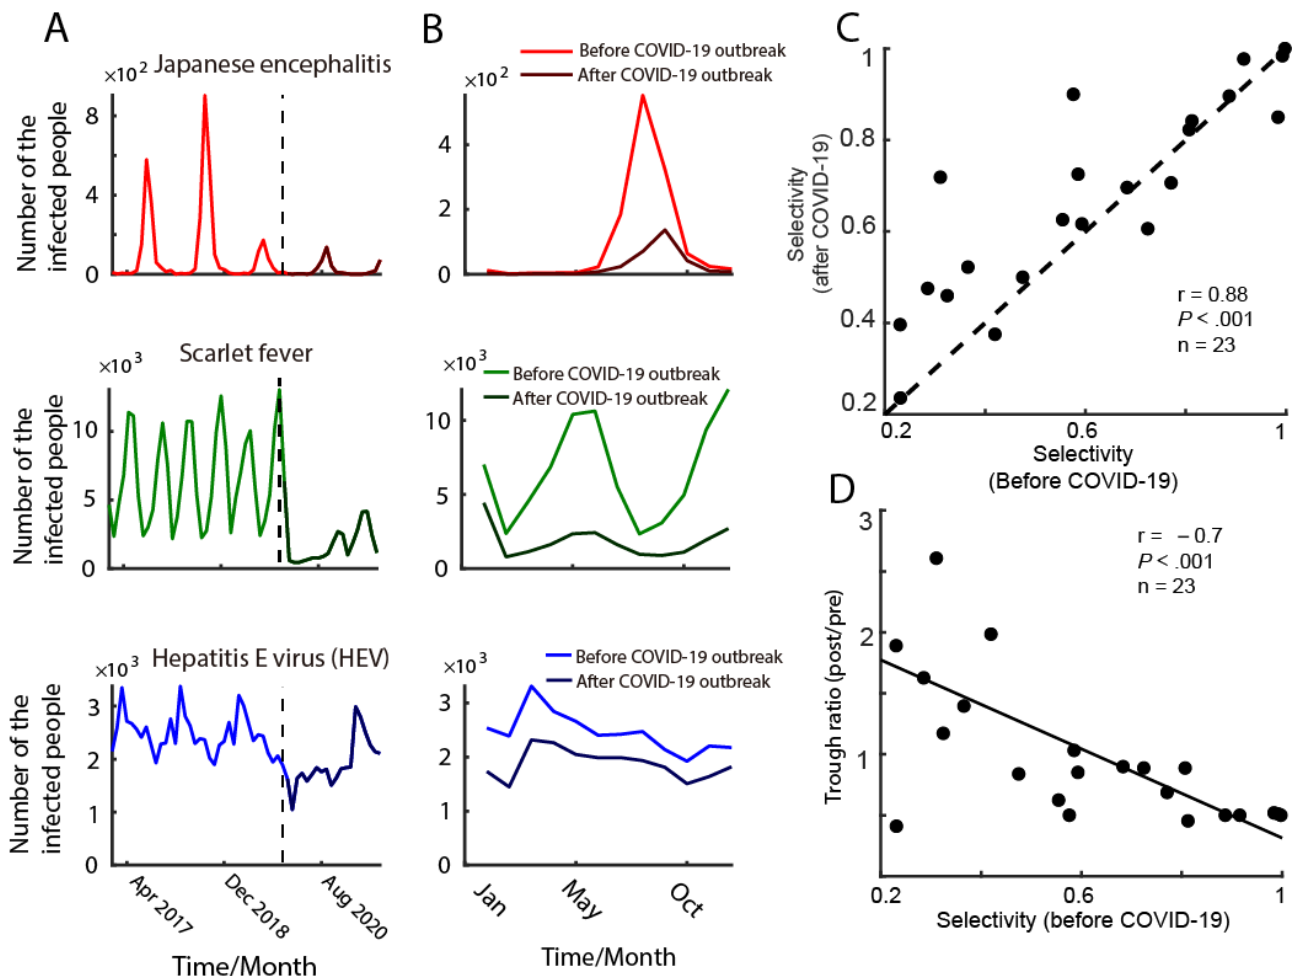 A
Japanese encephalitis
×10²
8
4
0
Number of the
infected people
Scarlet fever
×10³
10
5
0
Number of the
infected people
Hepatitis E virus (HEV)
×10³
3
2
1
0
Number of the
infected people
Apr 2017
Dec 2018
Aug 2020
Time/Month
B
Before COVID-19 outbreak
After COVID-19 outbreak
×10²
4
2
0
×10³
Before COVID-19 outbreak
After COVID-19 outbreak
10
5
0
Before COVID-19 outbreak
After COVID-19 outbreak
×10³
3
2
1
0
Jan
May
Oct
Time/Month
C
1
0.8
0.6
0.4
0.2
Selectivity
(after COVID-19)
r = 0.88
P < .001
n = 23
0.2
0.6
1
Selectivity
(Before COVID-19)
D
3
2
1
Trough ratio (post/pre)
r = – 0.7
P < .001
n = 23
0.2
0.6
1
Selectivity (before COVID-19)